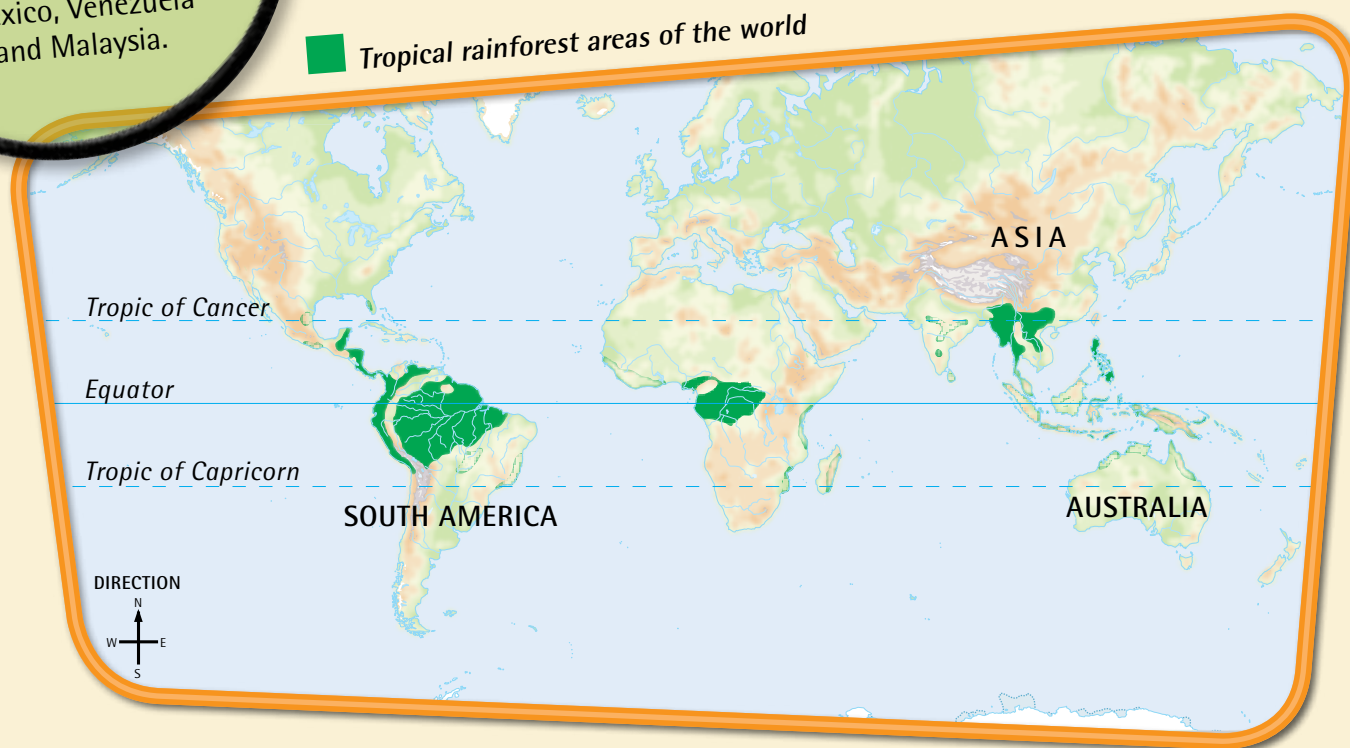 Venezuela
and Malaysia.
Tropical rainforest areas of the world
ASIA
Tropic of Cancer
Equator
Tropic of Capricorn
SOUTH AMERICA
AUSTRALIA
DIRECTION
N
W
E
S